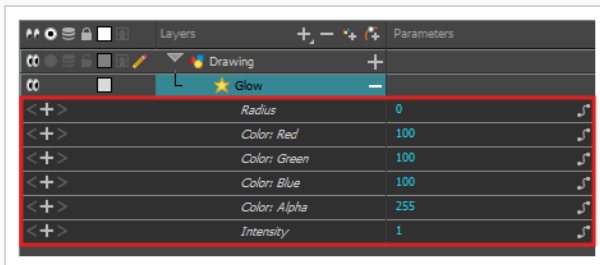 Layers Parameters
Drawing
Glow
Radius 0
Color: Red 100
Color: Green 100
Color: Blue 100
Color: Alpha 255
Intensity 1